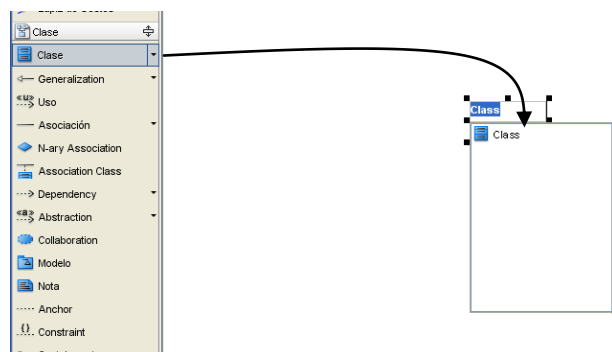 Clase
Clase
Generalization
Uso
Asociación
N-ary Association
Association Class
Dependency
Abstraction
Collaboration
Modelo
Nota
Anchor
Constraint
Class
Class